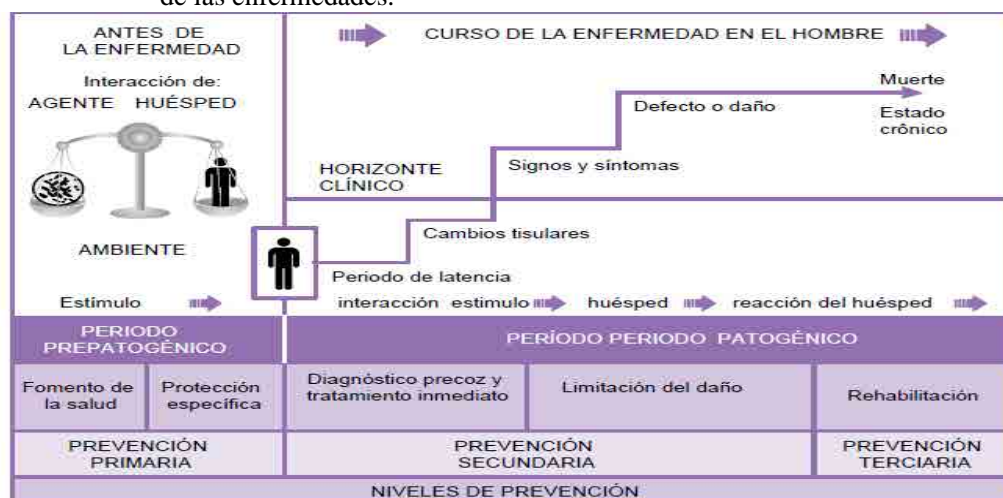 de las enfermedades.
ANTES DE
LA ENFERMEDAD
CURSO DE LA ENFERMEDAD EN EL HOMBRE
Interacción de:
AGENTE HUÉSPED
Muerte
Defecto o daño
Estado
crônico
HORIZONTE
CLÍNICO
Signos y síntomas
Cambios tisulares
AMBIENTE
Periodo de latencia
Estímulo
interacción estimulo huésped reacción del huésped
PERIODO
PREPATOGÉNICO
PERÍODO PERIODO PATOGÉNICO
Fomento de
la salud
Protección
específica
Diagnóstico precoz y
tratamiento inmediato
Limitación del daño
Rehabilitación
PREVENCIÓN
PRIMARIA
PREVENCIÓN
SECUNDARIA
PREVENCIÓN
TERCIARIA
NIVELES DE PREVENCIÓN